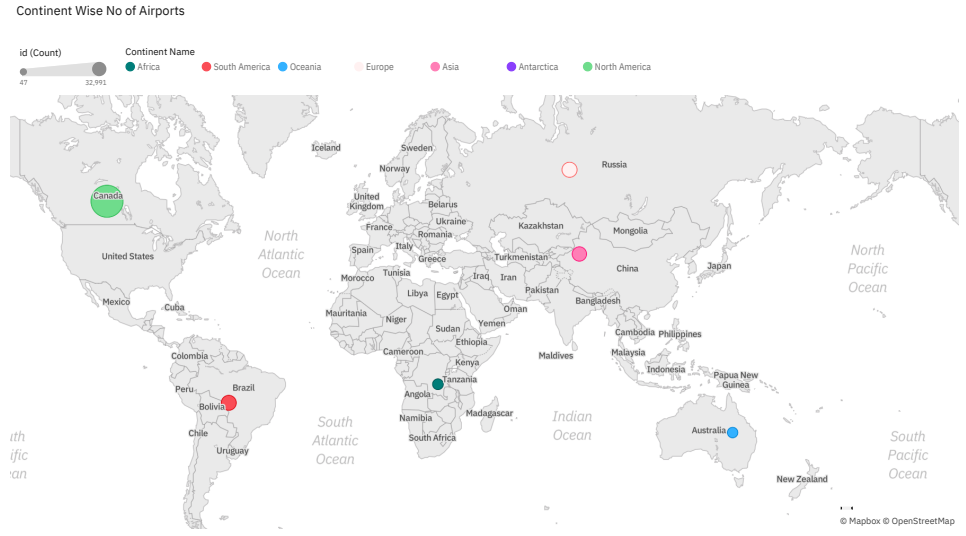 Continent Wise No of Airports
id (Count)
47
32,991
Continent Name
Africa
South America
Oceania
Europe
Asia
Antarctica
North America
Iceland
Sweden
Russia
Norway
Canada
United
Kingdom
Belarus
Ukraine
France
Romania
Kazakhstan
Mongolia
North
Atlantic
Ocean
Spain
Italy
Greece
Turkmenistan
United States
North
Pacific
Ocean
Japan
China
Morocco
Tunisia
Iraq
Iran
Pakistan
Libya
Egypt
Mexico
Cuba
Bangladesh
Oman
Mauritania
Niger
Sudan
Yemen
Ethiopia
Cambodia
Philippines
Colombia
Cameroon
Kenya
Maldives
Malaysia
Indonesia
Papua New
Guinea
Tanzania
Peru
Brazil
Angola
Bolivia
Namibia
Madagascar
Indian
Ocean
South
Atlantic
Ocean
Chile
Uruguay
South Africa
Australia
South
Pacific
Ocean
uth
ific
an
New Zealand
© Mapbox © OpenStreetMap